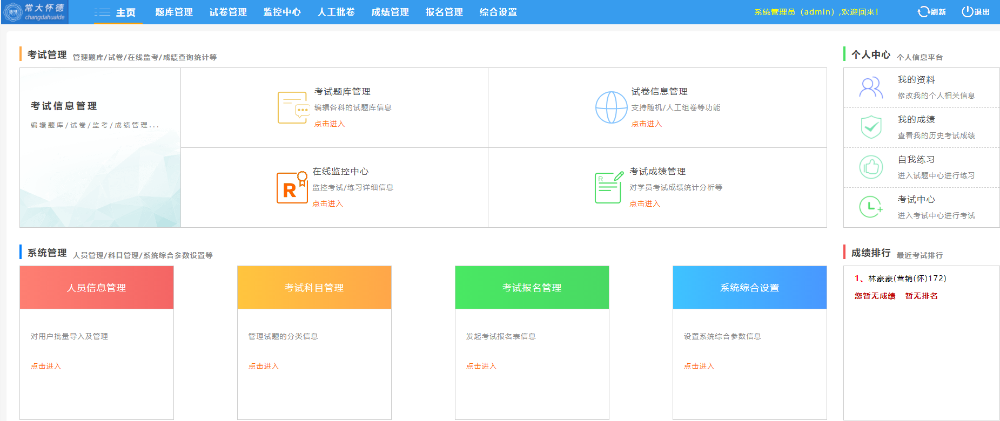 常大怀德
changdahuaide
主页 题库管理 试卷管理 监控中心 人工批卷 成绩管理 报名管理 综合设置
系统管理员（admin）,欢迎回来！ 刷新 退出
考试管理 管理题库/试卷/在线监考/成绩查询统计等
考试信息管理
编辑题库/试卷/监考/成绩管理...
考试题库管理
编辑各科的试题库信息
点击进入
试卷信息管理
支持随机/人工组卷等功能
点击进入
R
在线监控中心
监控考试/练习详细信息
点击进入
R
考试成绩管理
对学员考试成绩统计分析等
点击进入
个人中心 个人信息平台
我的资料
修改我的个人相关信息
我的成绩
查看我的历史考试成绩
自我练习
进入试题中心进行练习
考试中心
进入考试中心进行考试
系统管理 人员管理/科目管理/系统综合参数设置等
人员信息管理
对用户批量导入及管理
点击进入
考试科目管理
管理试题的分类信息
点击进入
考试报名管理
发起考试报名表信息
点击进入
系统综合设置
设置系统综合参数信息
点击进入
成绩排行 最近考试排行
1、林豪豪(营销(怀)172)
您暂无成绩 暂无排名